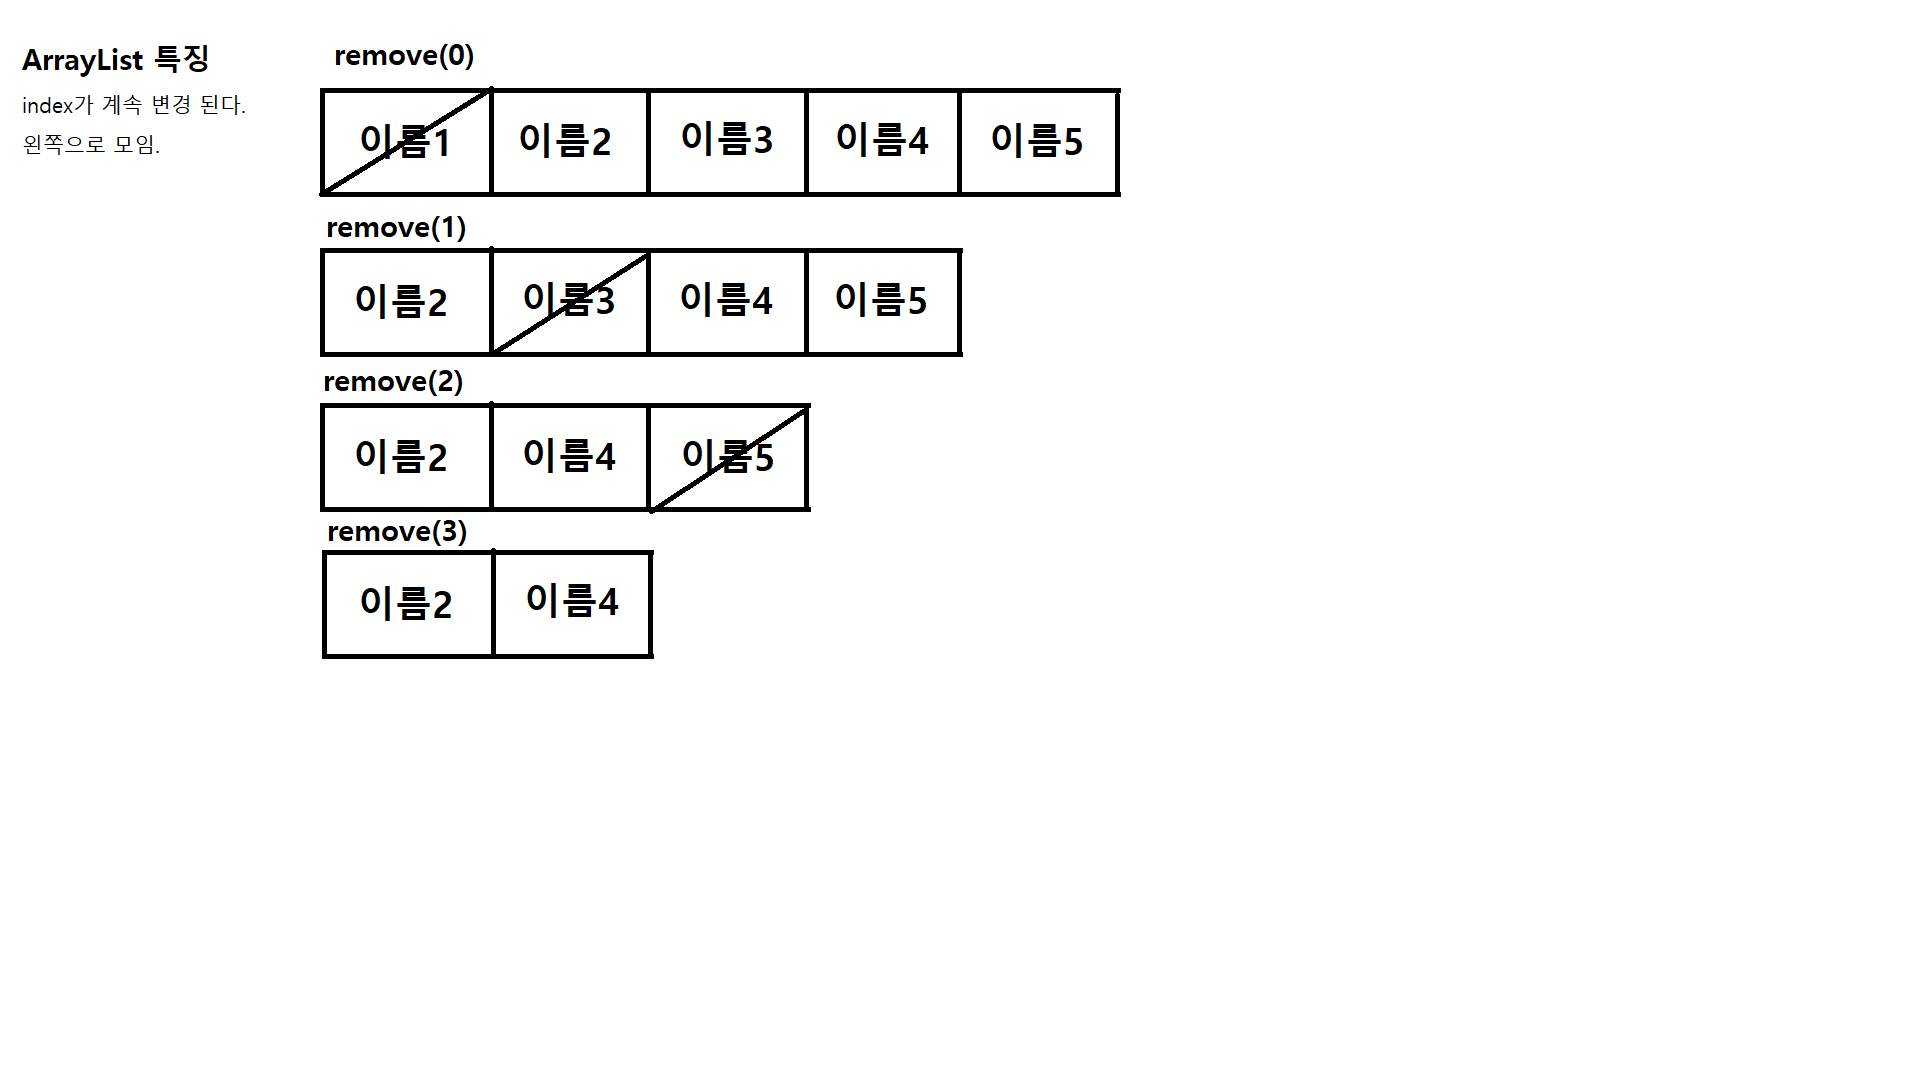 ArrayList 특징
index가 계속 변경 된다.
왼쪽으로 모임.
remove(0)
이름1 이름2 이름3 이름4 이름5
remove(1)
이름2 이름3 이름4 이름5
remove(2)
이름2 이름4 이름5
remove(3)
이름2 이름4